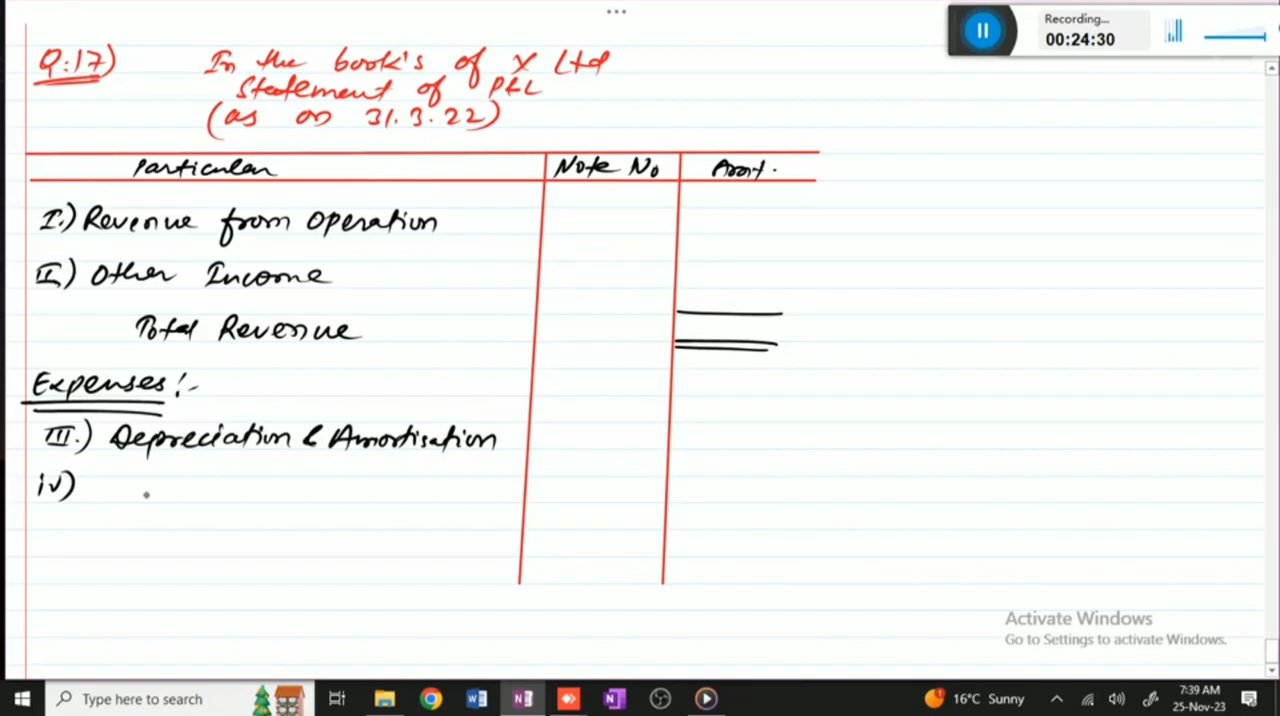 Recording...
00:24:30
Q:17) In the book's of X Ltd
Statement of P&L
(as on 31.3.22)
Particular Note No Amt.
I.) Revenue from Operation
II) Other Income
Total Revenue
Expenses :-
III.) Depreciation & Amortisation
iv)
Activate Windows
Go to Settings to activate Windows.
Type here to search
16°C Sunny
7:39 AM
25-Nov-23